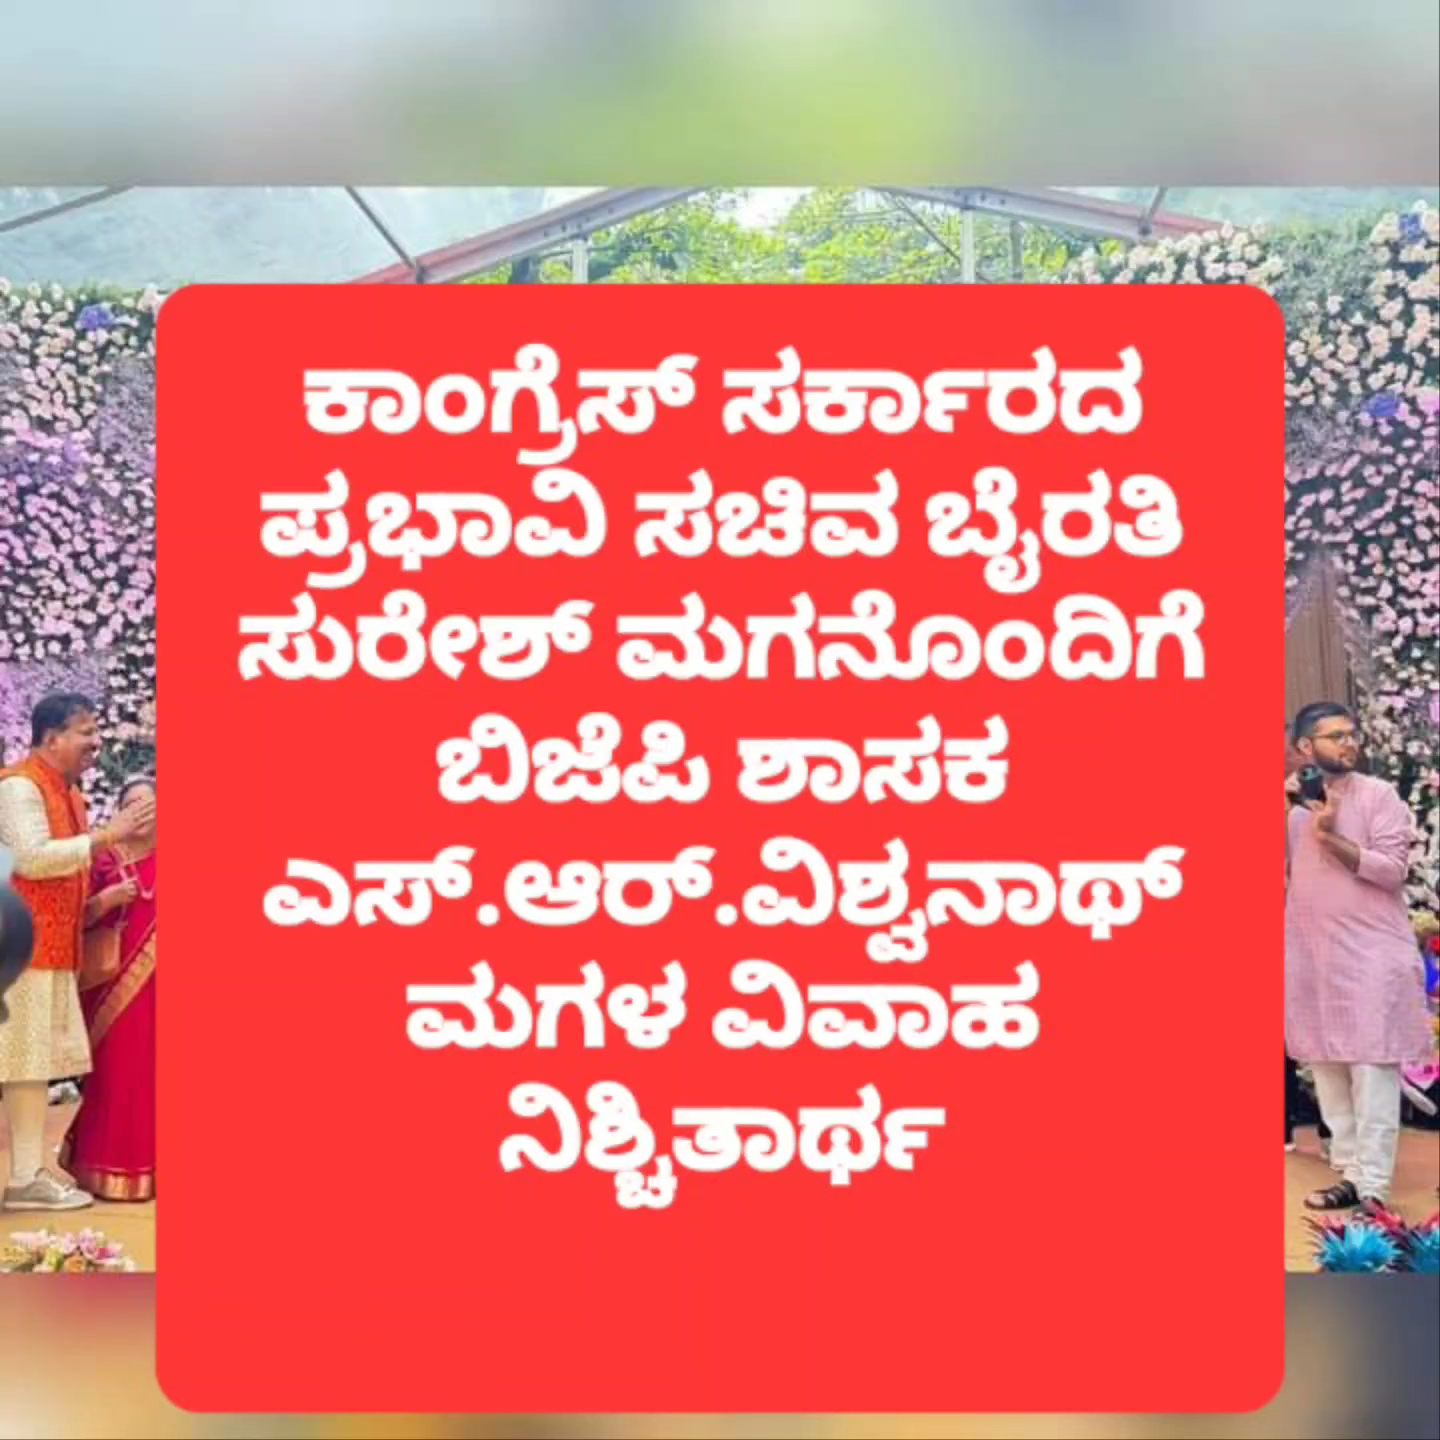 ಕಾಂಗ್ರೆಸ್ ಸರ್ಕಾರದ
ಪ್ರಭಾವಿ ಸಚಿವ ಬೈರತಿ
ಸುರೇಶ್ ಮಗನೊಂದಿಗೆ
ಬಿಜೆಪಿ ಶಾಸಕ
ಎಸ್.ಆರ್.ವಿಶ್ವನಾಥ್
ಮಗಳ ವಿವಾಹ
ನಿಶ್ಚಿತಾರ್ಥ